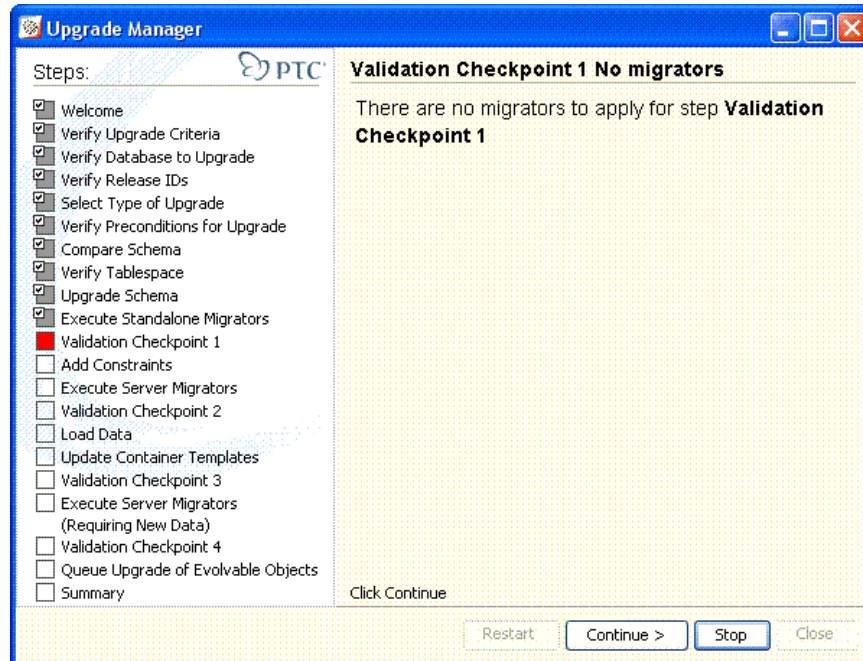 Upgrade Manager
Steps:
PTC
Welcome
Verify Upgrade Criteria
Verify Database to Upgrade
Verify Release IDs
Select Type of Upgrade
Verify Preconditions for Upgrade
Compare Schema
Verify Tablespace
Upgrade Schema
Execute Standalone Migrators
Validation Checkpoint 1
Add Constraints
Execute Server Migrators
Validation Checkpoint 2
Load Data
Update Container Templates
Validation Checkpoint 3
Execute Server Migrators
(Requiring New Data)
Validation Checkpoint 4
Queue Upgrade of Evolvable Objects
Summary
Validation Checkpoint 1 No migrators
There are no migrators to apply for step Validation
Checkpoint 1
Click Continue
Restart
Continue >
Stop
Close